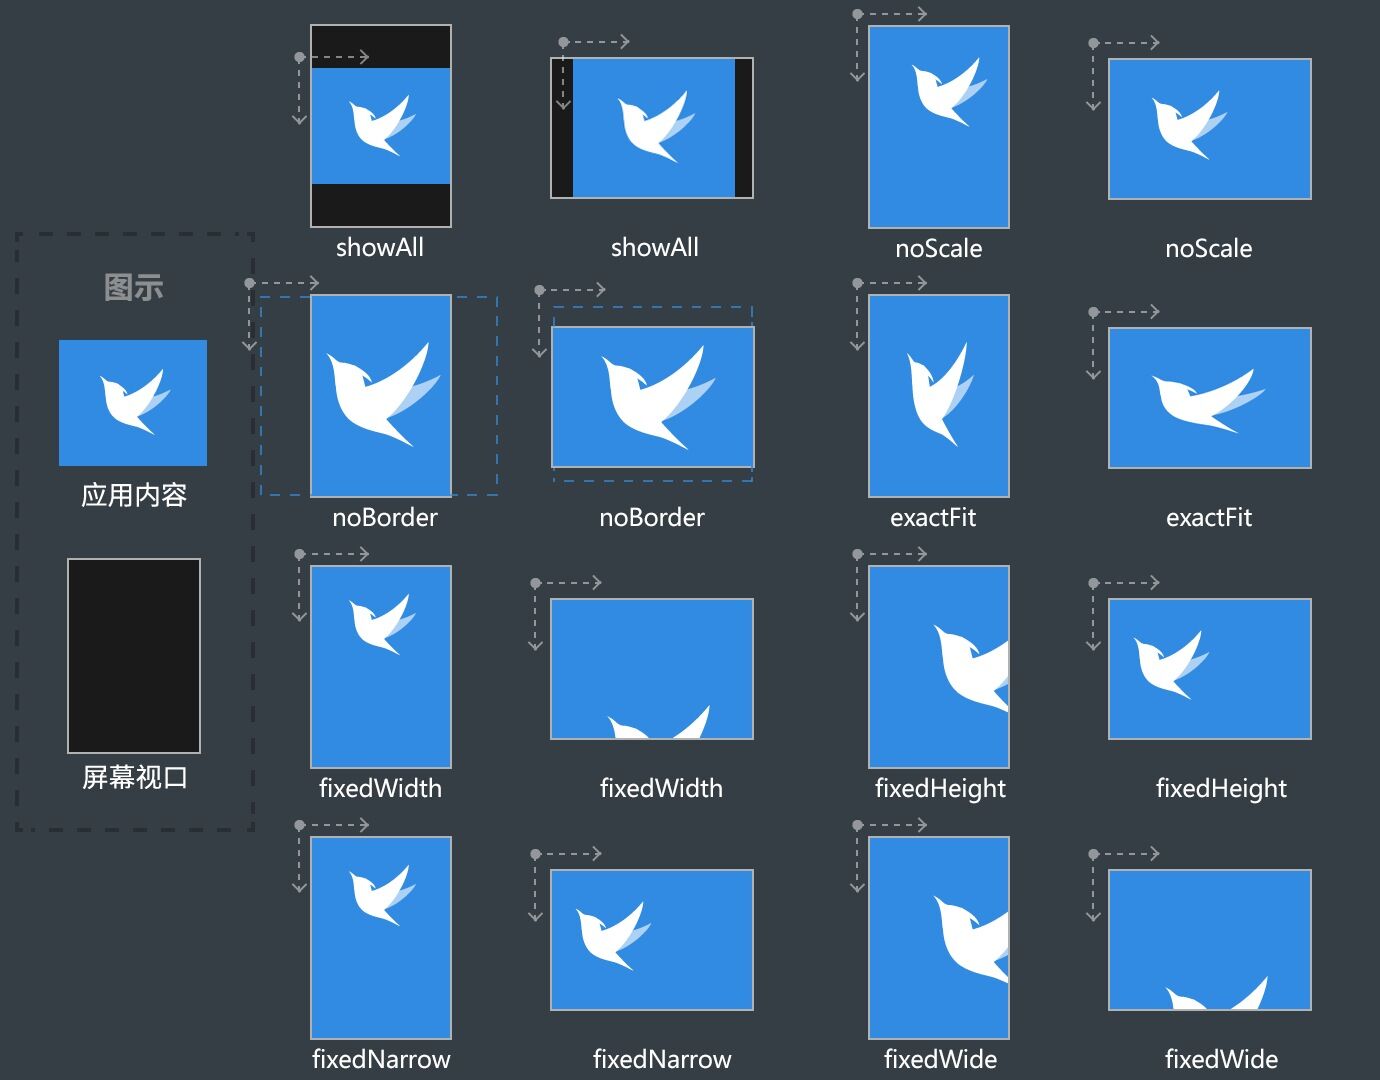 showAll
showAll
noScale
noScale
图示
应用内容
屏幕视口
noBorder
noBorder
exactFit
exactFit
fixedWidth
fixedWidth
fixedHeight
fixedHeight
fixedNarrow
fixedNarrow
fixedWide
fixedWide